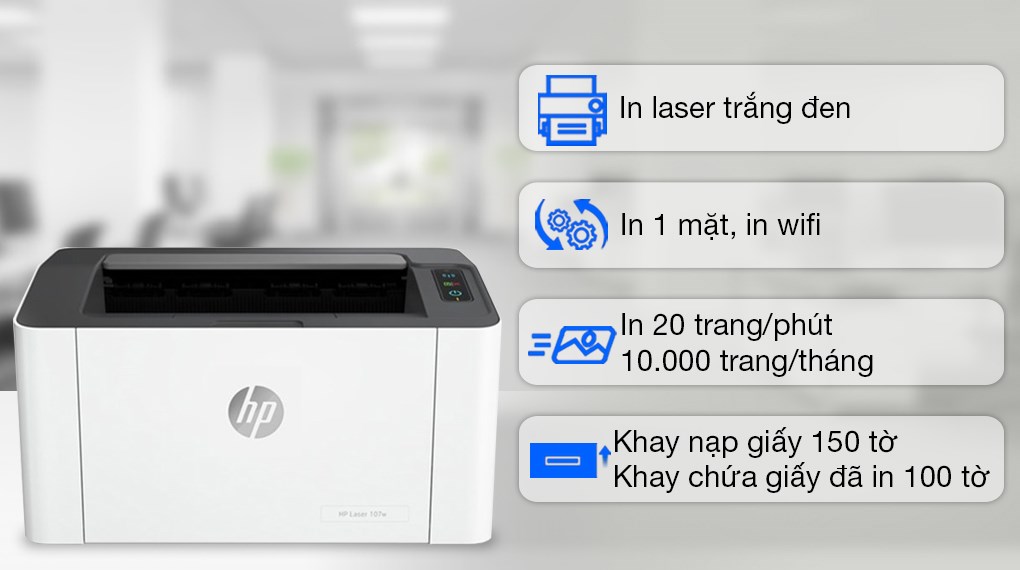 In laser trắng đen
In 1 mặt, in wifi
In 20 trang/phút
10.000 trang/tháng
Khay nạp giấy 150 tờ
Khay chứa giấy đã in 100 tờ
hp
HP Laser 107w